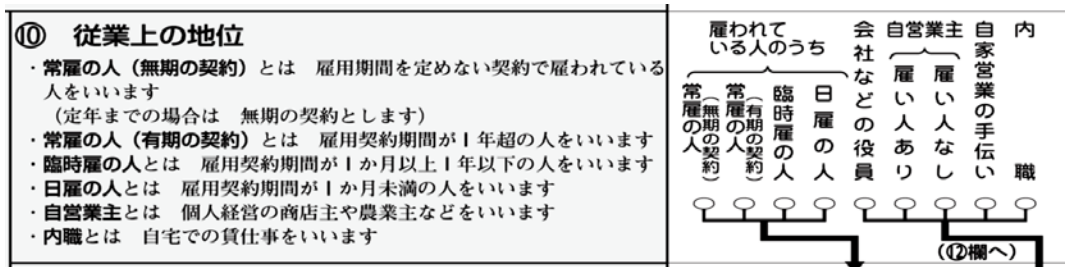 ⑩ 従業上の地位
・常雇の人（無期の契約）とは　雇用期間を定めない契約で雇われている
人をいいます
（定年までの場合は　無期の契約とします）
・常雇の人（有期の契約）とは　雇用契約期間が1年超の人をいいます
・臨時雇の人とは　雇用契約期間が1か月以上1年以下の人をいいます
・日雇の人とは　雇用契約期間が1か月未満の人をいいます
・自営業主とは　個人経営の商店主や農業主などをいいます
・内職とは　自宅での賃仕事をいいます
雇われて
いる人のうち
常雇の人
（無期の契約）
常雇の人
（有期の契約）
臨時雇の人
日雇の人
会社などの役員
自営業主
雇い人あり
雇い人なし
自家営業の手伝い
内職
（⑫欄へ）